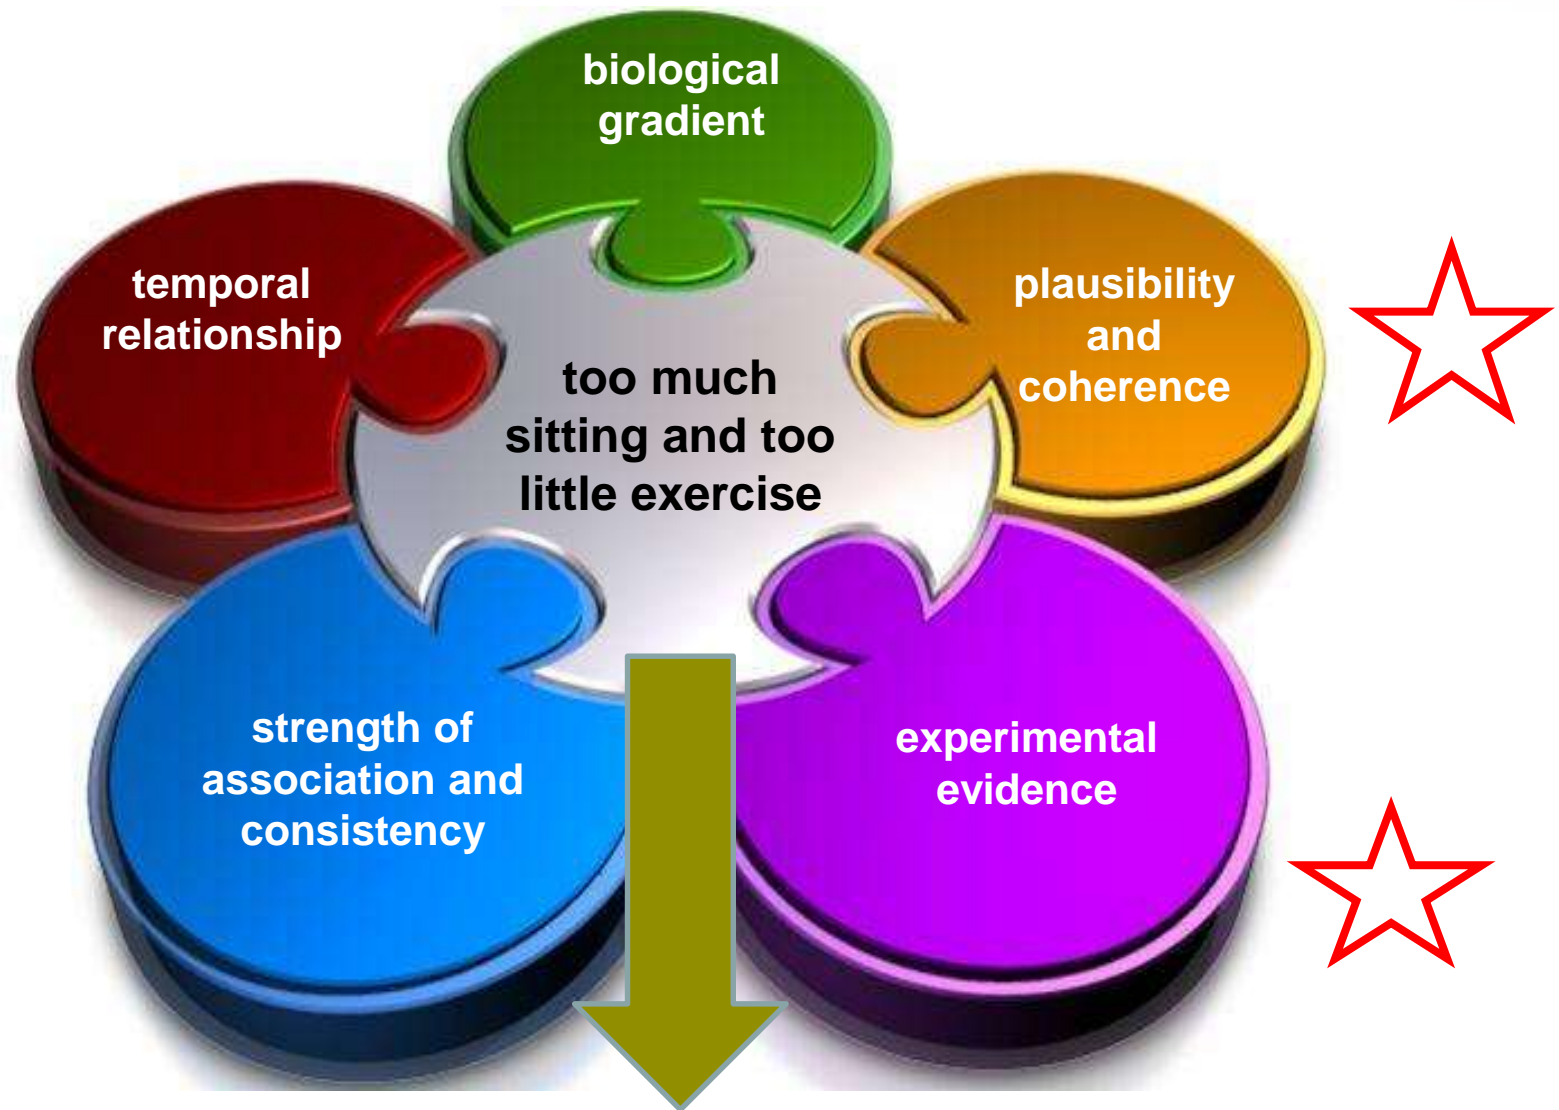 biological
gradient
temporal
relationship
plausibility
and
coherence
too much
sitting and too
little exercise
strength of
association and
consistency
experimental
evidence